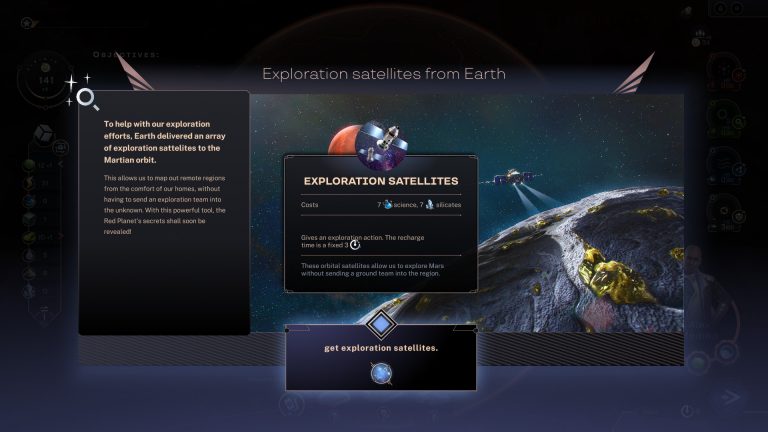 OBJECTIVES:
141
Exploration satellites from Earth
To help with our exploration
efforts, Earth delivered an array
of exploration sattelites to the
Martian orbit.
This allows us to map out remote regions
from the comfort of our homes, without
having to send an exploration team into
the unknown. With this powerful tool, the
Red Planet's secrets shall soon be
revealed!
EXPLORATION SATELLITES
Costs 7 science, 7 silicates
Gives an exploration action. The recharge
time is a fixed 3
These orbital satellites allow us to explore Mars
without sending a ground team into the region.
get exploration satellites.